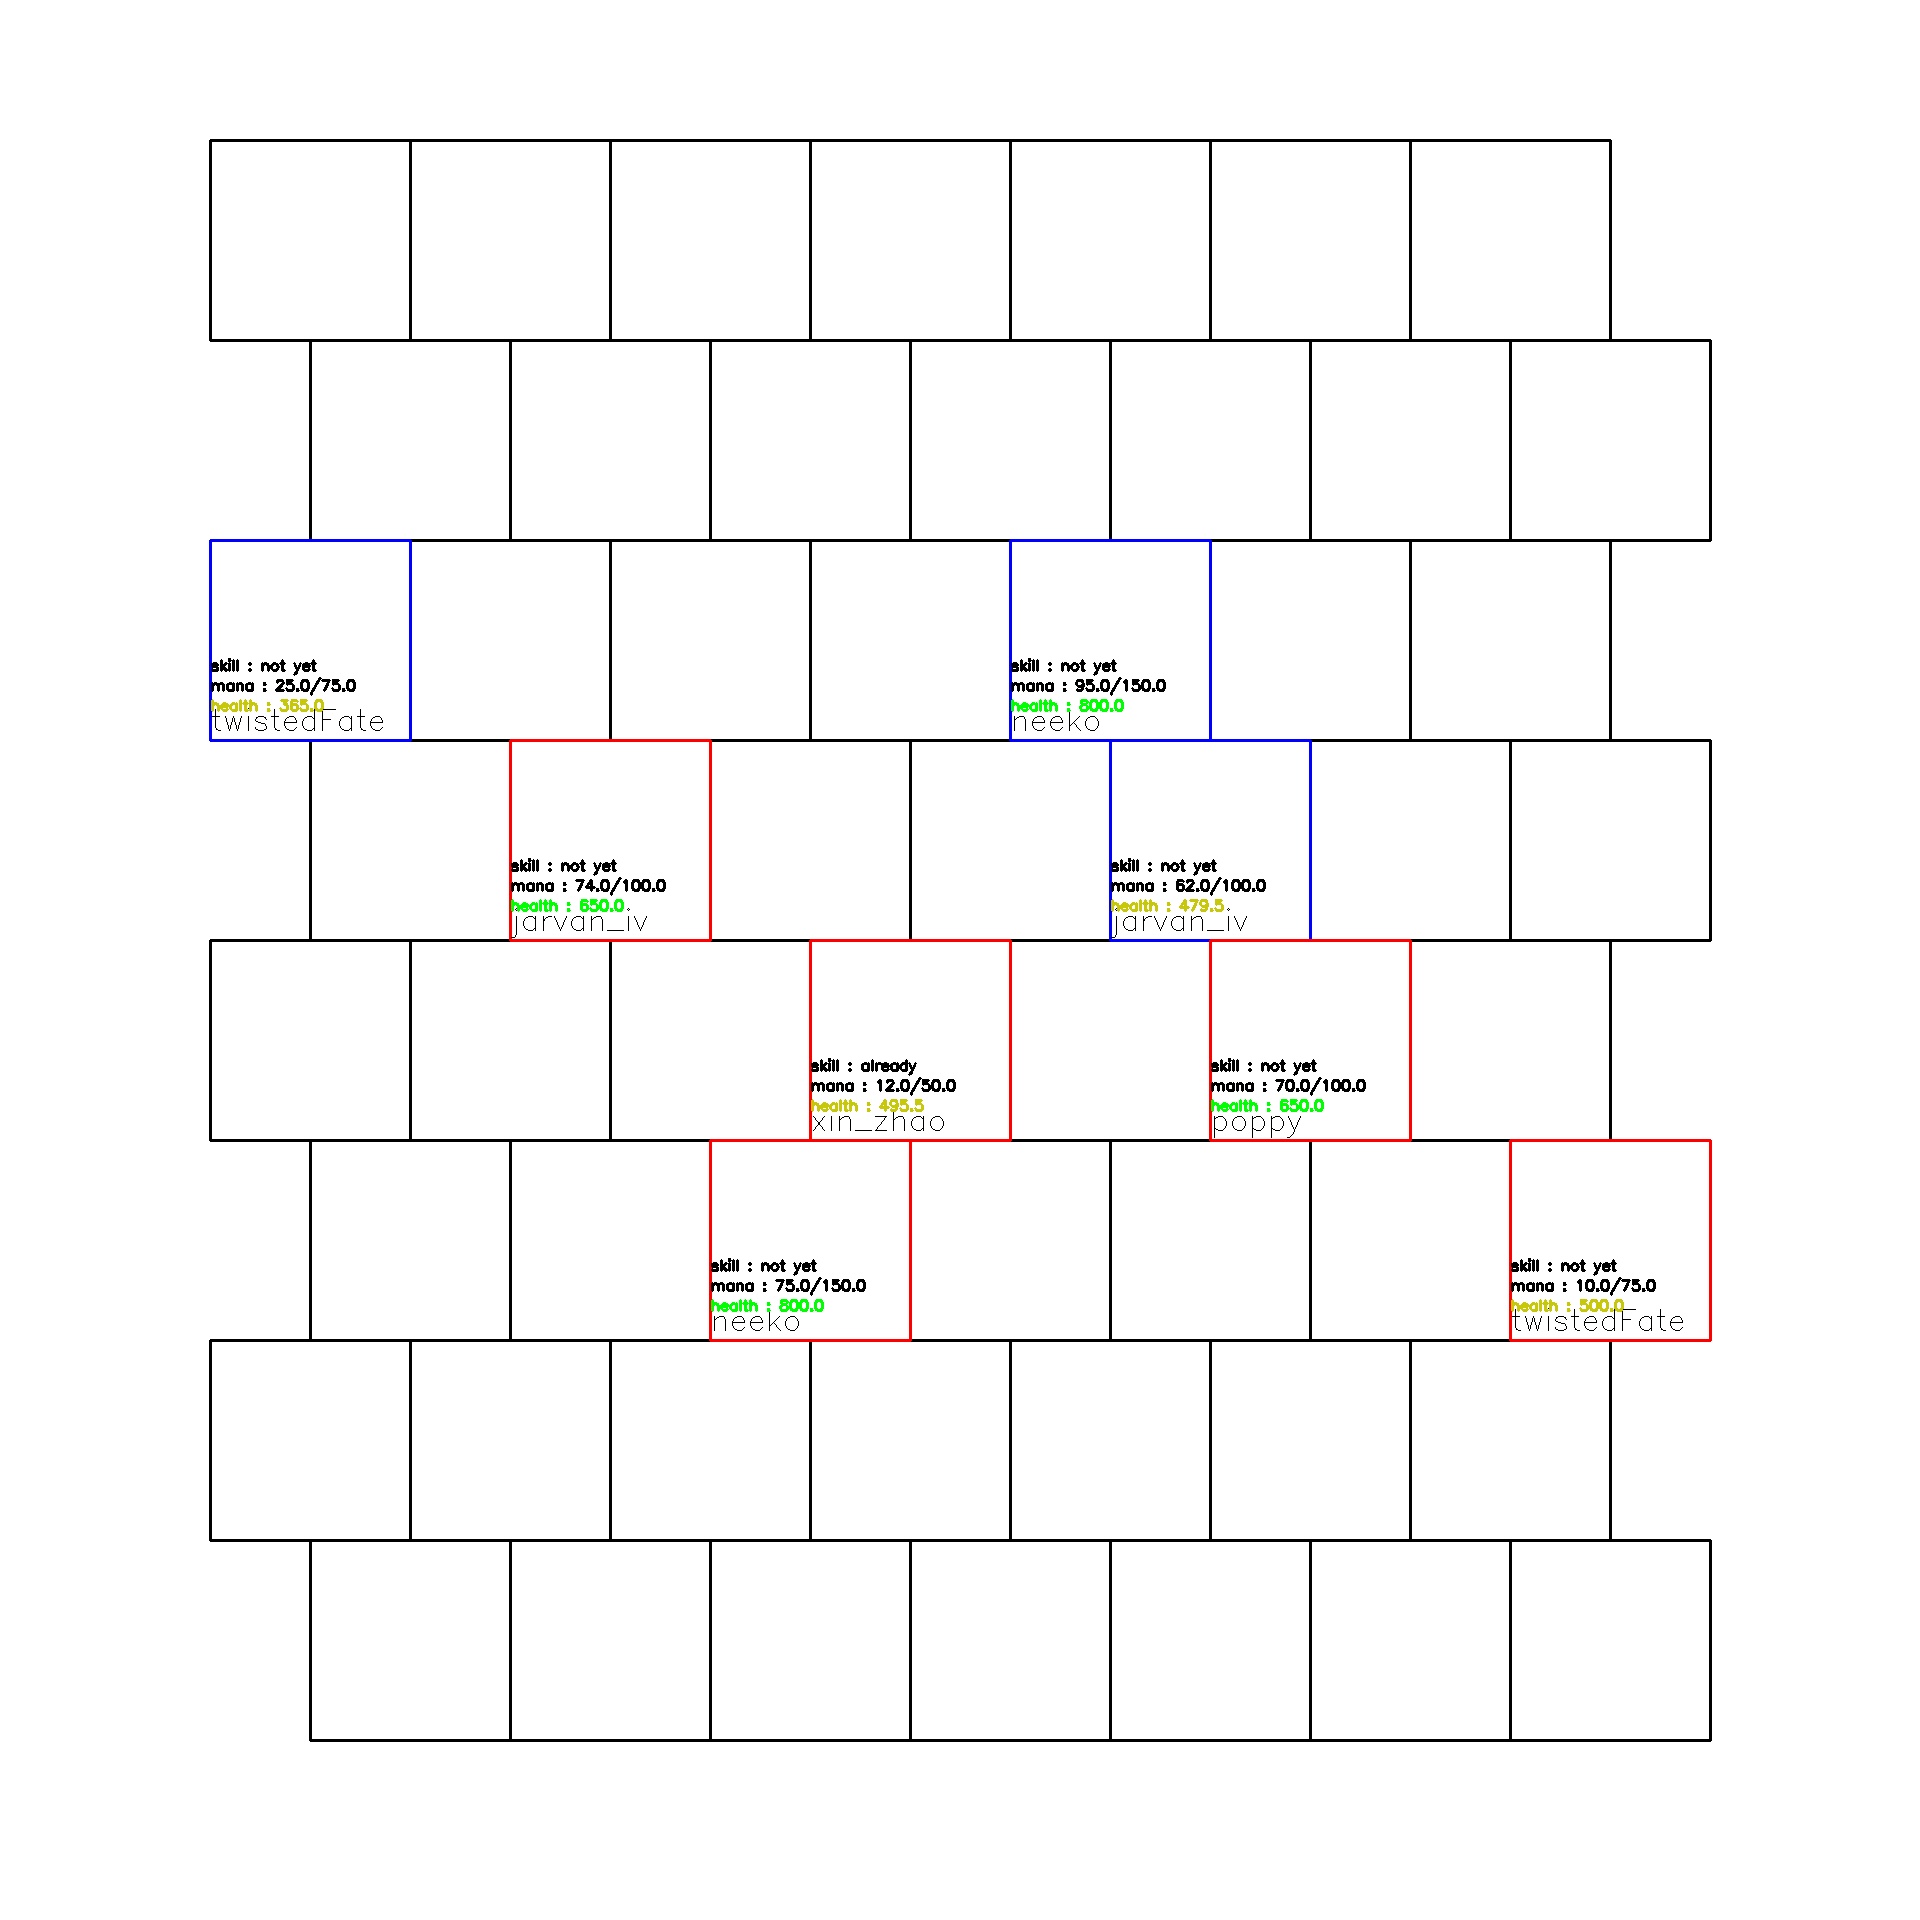 skill : not yet
mana : 25.0/75.0
health : 365.0
twistedFate
skill : not yet
mana : 95.0/150.0
health : 800.0
neeko
skill : not yet
mana : 74.0/100.0
health : 650.0
jarvan_iv
skill : not yet
mana : 62.0/100.0
health : 479.5
jarvan_iv
skill : already
mana : 12.0/50.0
health : 495.5
xin_zhao
skill : not yet
mana : 70.0/100.0
health : 650.0
poppy
skill : not yet
mana : 75.0/150.0
health : 800.0
neeko
skill : not yet
mana : 10.0/75.0
health : 500.0
twistedFate